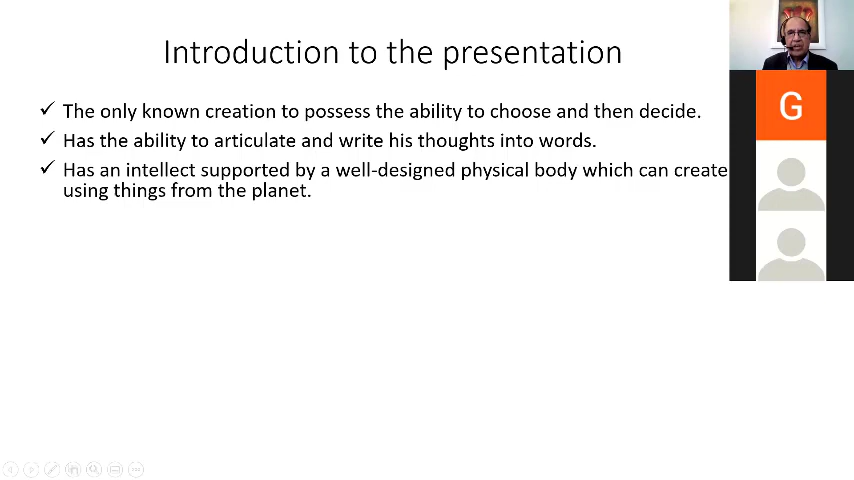 Introduction to the presentation
✓ The only known creation to possess the ability to choose and then decide.
✓ Has the ability to articulate and write his thoughts into words.
✓ Has an intellect supported by a well-designed physical body which can create
using things from the planet.
G